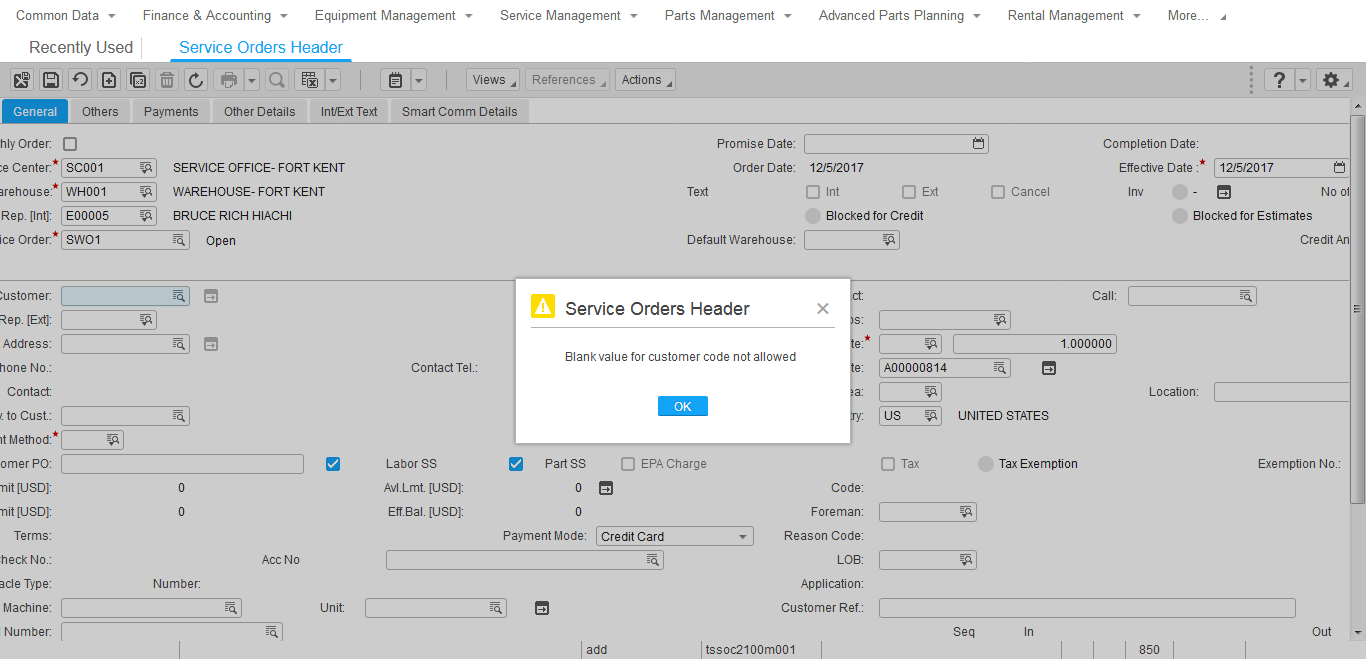 Common Data Finance & Accounting Equipment Management Service Management Parts Management Advanced Parts Planning Rental Management More...
Recently Used Service Orders Header
Views References Actions ?
General Others Payments Other Details Int/Ext Text Smart Comm Details
hly Order: Promise Date: Completion Date:
ce Center:* SC001 SERVICE OFFICE- FORT KENT Order Date: 12/5/2017 Effective Date :* 12/5/2017
arehouse:* WH001 WAREHOUSE- FORT KENT Text Int Ext Cancel Inv - No of
Rep. [Int]: E00005 BRUCE RICH HIACHI Blocked for Credit Blocked for Estimates
ice Order:* SWO1 Open Default Warehouse: Credit An
Service Orders Header
Blank value for customer code not allowed
OK
Customer: ct: Call:
Rep. [Ext]: os:
Address: te:* 1.000000
hone No.: Contact Tel.: te: A00000814
Contact: ea: Location:
y. to Cust.: ry: US UNITED STATES
nt Method:*
omer PO: Labor SS Part SS EPA Charge Tax Tax Exemption Exemption No.:
mit [USD]: 0 Avl.Lmt. [USD]: 0 Code:
mit [USD]: 0 Eff.Bal. [USD]: 0 Foreman:
Terms: Payment Mode: Credit Card Reason Code:
Check No.: Acc No LOB:
acle Type: Number: Application:
Machine: Unit: Customer Ref.:
l Number: Seq In Out
add tssoc2100m001 850